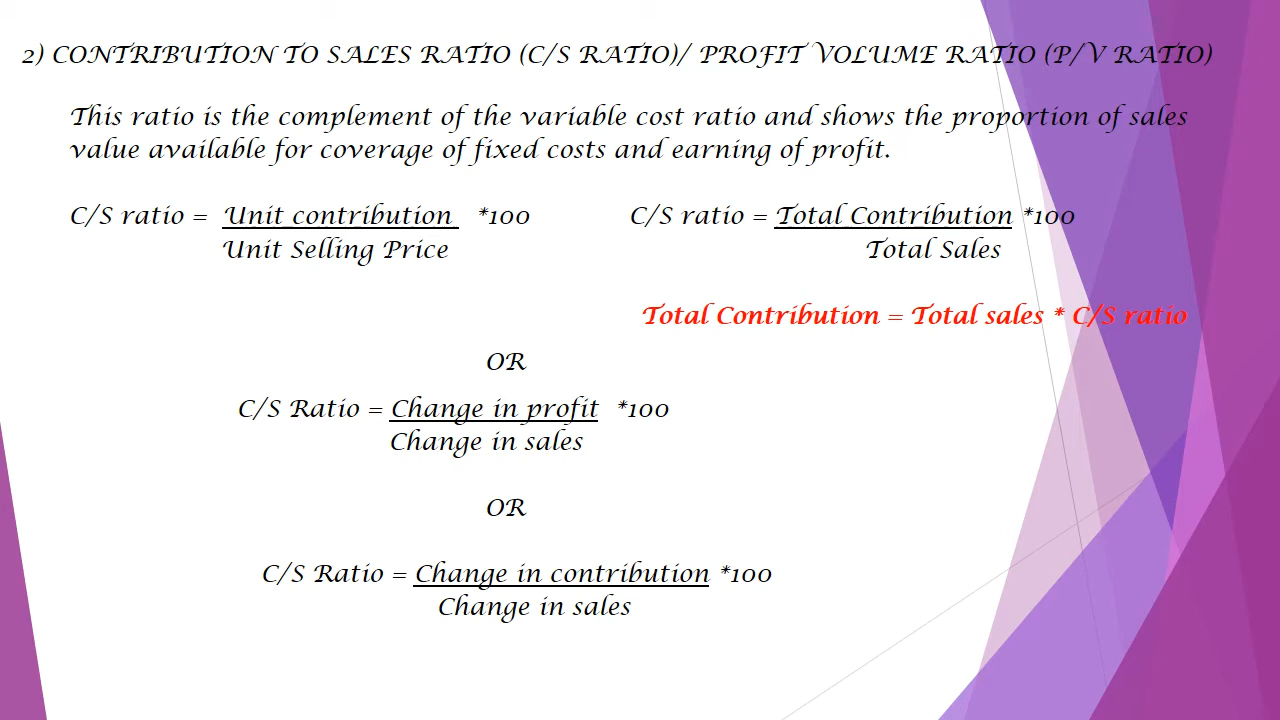 2) CONTRIBUTION TO SALES RATIO (C/S RATIO)/ PROFIT VOLUME RATIO (P/V RATIO)
This ratio is the complement of the variable cost ratio and shows the proportion of sales
value available for coverage of fixed costs and earning of profit.
C/S ratio = Unit contribution *100
Unit Selling Price
C/S ratio = Total Contribution *100
Total Sales
Total Contribution = Total sales * C/S ratio
OR
C/S Ratio = Change in profit *100
Change in sales
OR
C/S Ratio = Change in contribution *100
Change in sales